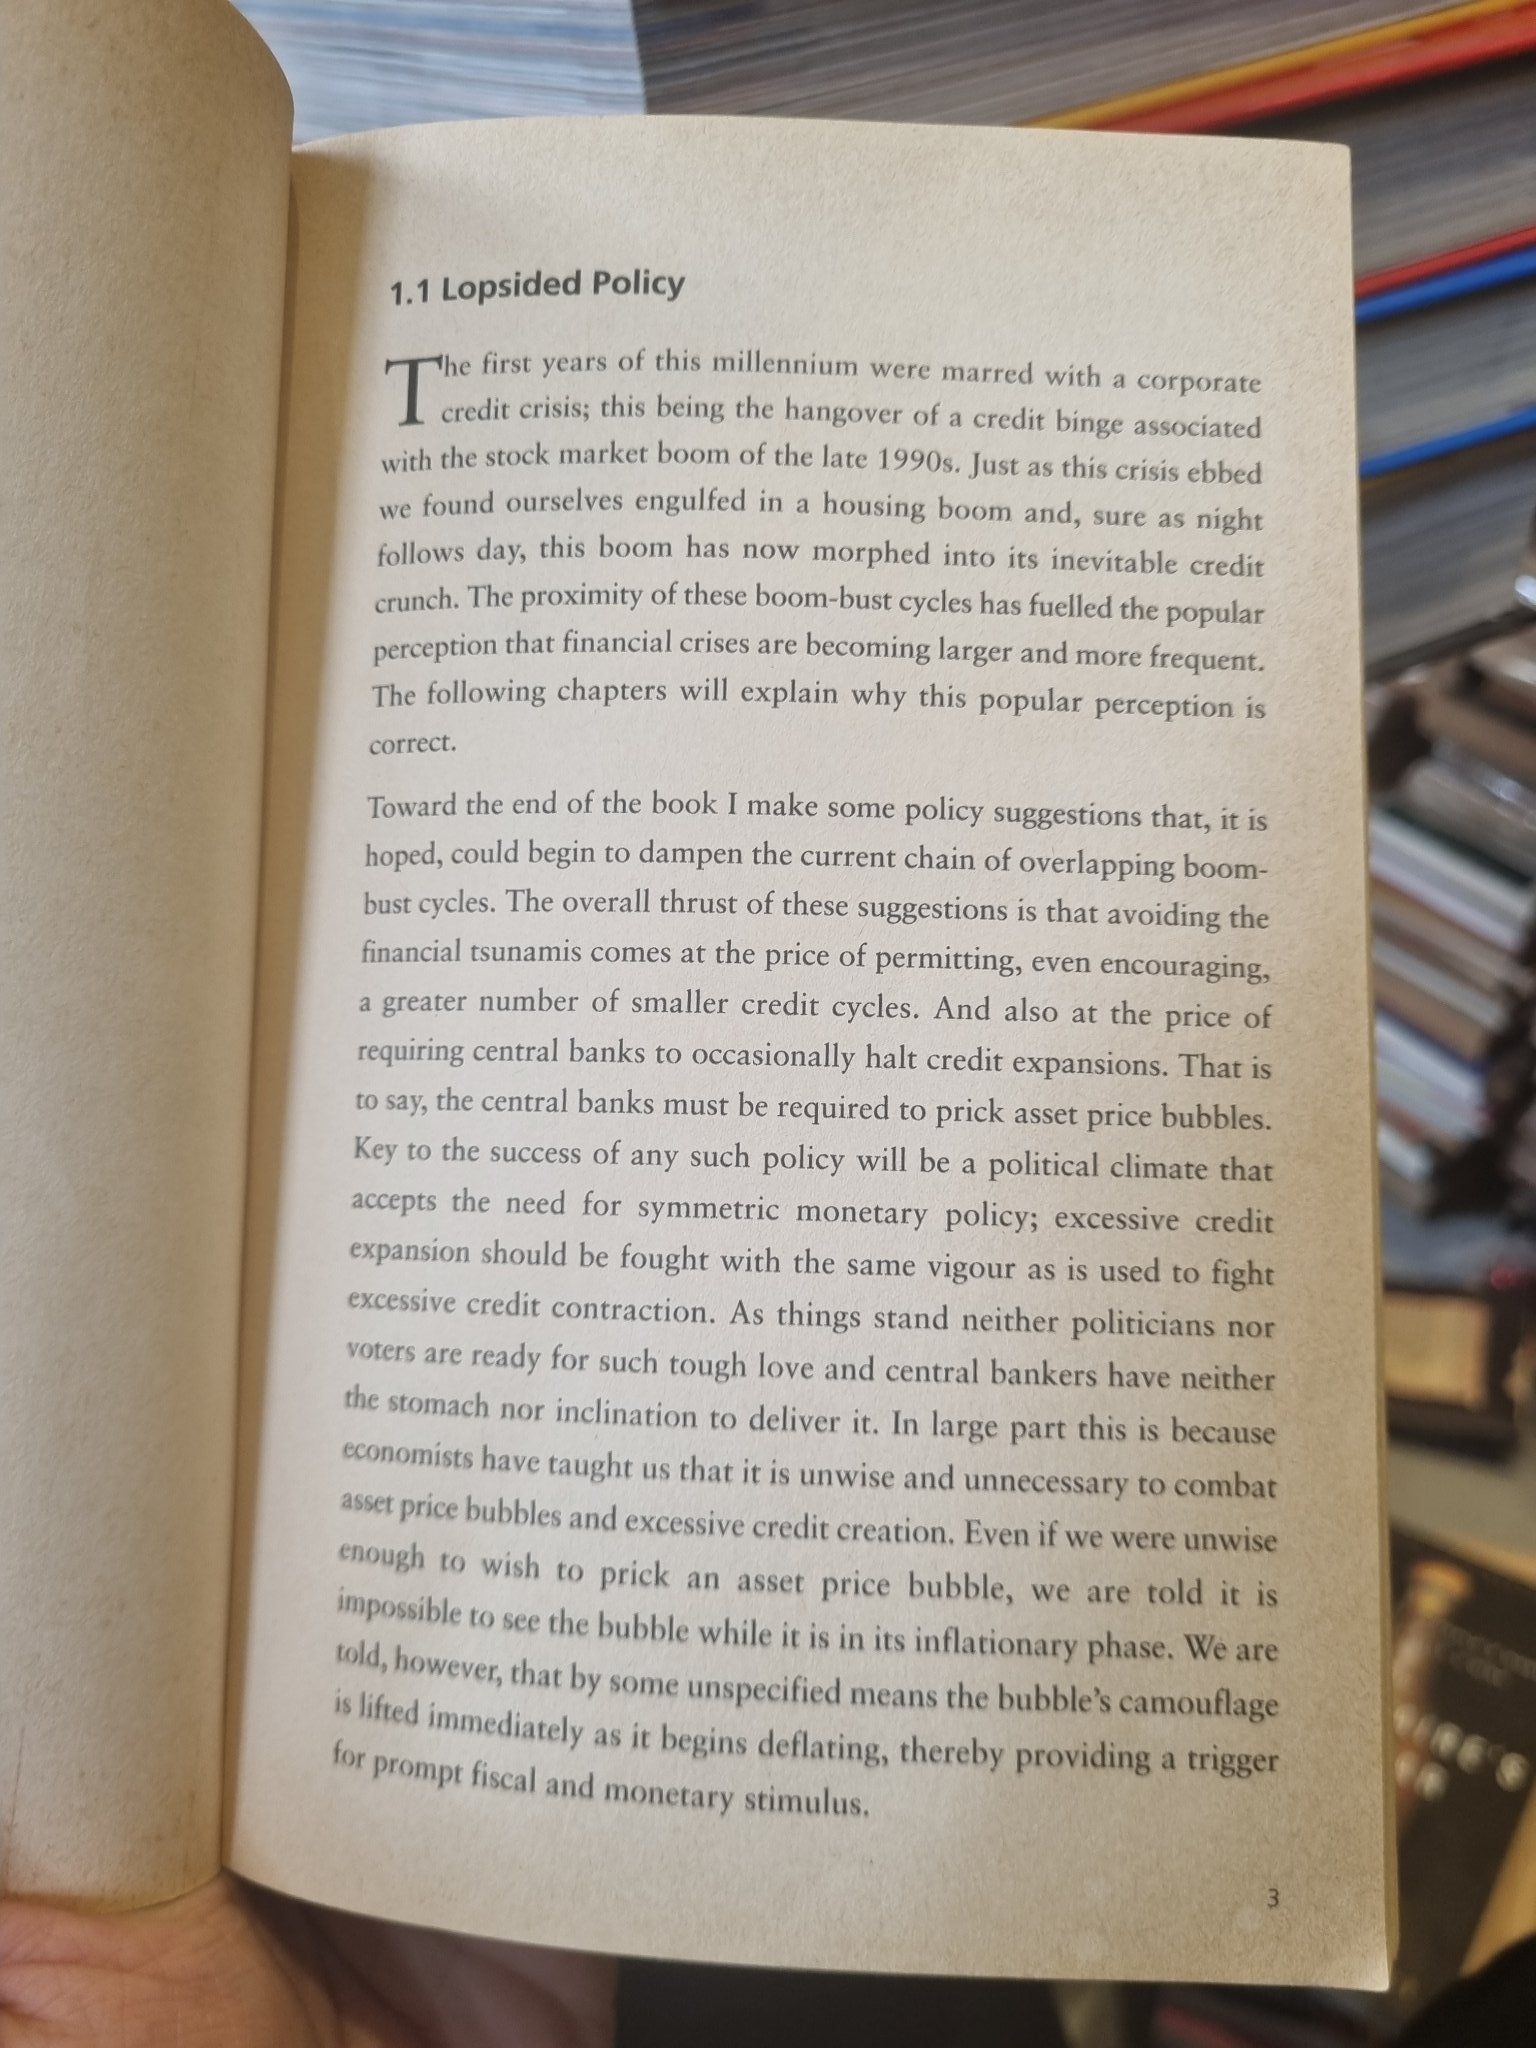 1.1 Lopsided Policy
The first years of this millennium were marred with a corporate
credit crisis; this being the hangover of a credit binge associated
with the stock market boom of the late 1990s. Just as this crisis ebbed
we found ourselves engulfed in a housing boom and, sure as night
follows day, this boom has now morphed into its inevitable credit
crunch. The proximity of these boom-bust cycles has fuelled the popular
perception that financial crises are becoming larger and more frequent.
The following chapters will explain why this popular perception is
correct.
Toward the end of the book I make some policy suggestions that, it is
hoped, could begin to dampen the current chain of overlapping boom-
bust cycles. The overall thrust of these suggestions is that avoiding the
financial tsunamis comes at the price of permitting, even encouraging,
a greater number of smaller credit cycles. And also at the price of
requiring central banks to occasionally halt credit expansions. That is
to say, the central banks must be required to prick asset price bubbles.
Key to the success of any such policy will be a political climate that
accepts the need for symmetric monetary policy; excessive credit
expansion should be fought with the same vigour as is used to fight
excessive credit contraction. As things stand neither politicians nor
voters are ready for such tough love and central bankers have neither
the stomach nor inclination to deliver it. In large part this is because
economists have taught us that it is unwise and unnecessary to combat
asset price bubbles and excessive credit creation. Even if we were unwise
enough to wish to prick an asset price bubble, we are told it is
impossible to see the bubble while it is in its inflationary phase. We are
told, however, that by some unspecified means the bubble's camouflage
is lifted immediately as it begins deflating, thereby providing a trigger
for prompt fiscal and monetary stimulus.
3